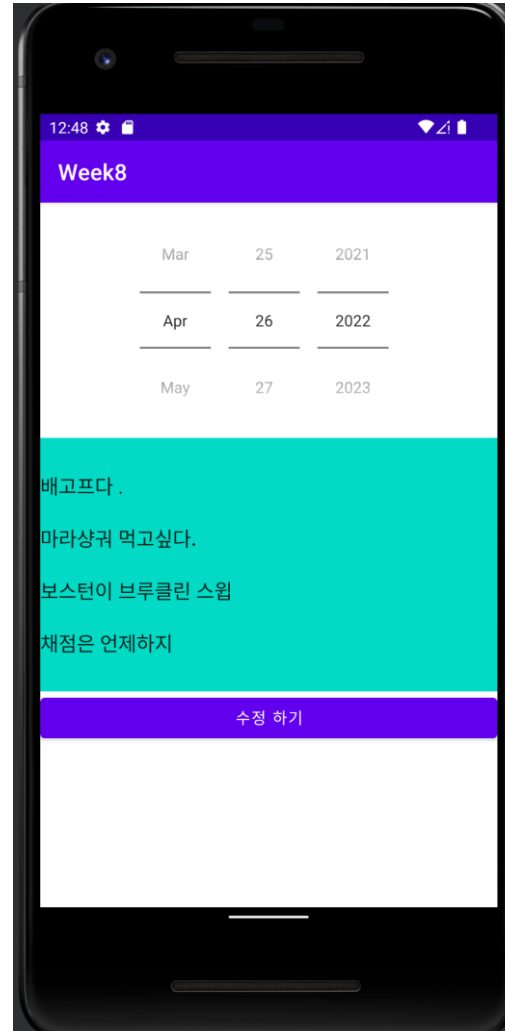 12:48
Week8
Mar 25 2021
Apr 26 2022
May 27 2023
배고프다 .
마라샹궈 먹고싶다.
보스턴이 브루클린 스윕
채점은 언제하지
수정 하기